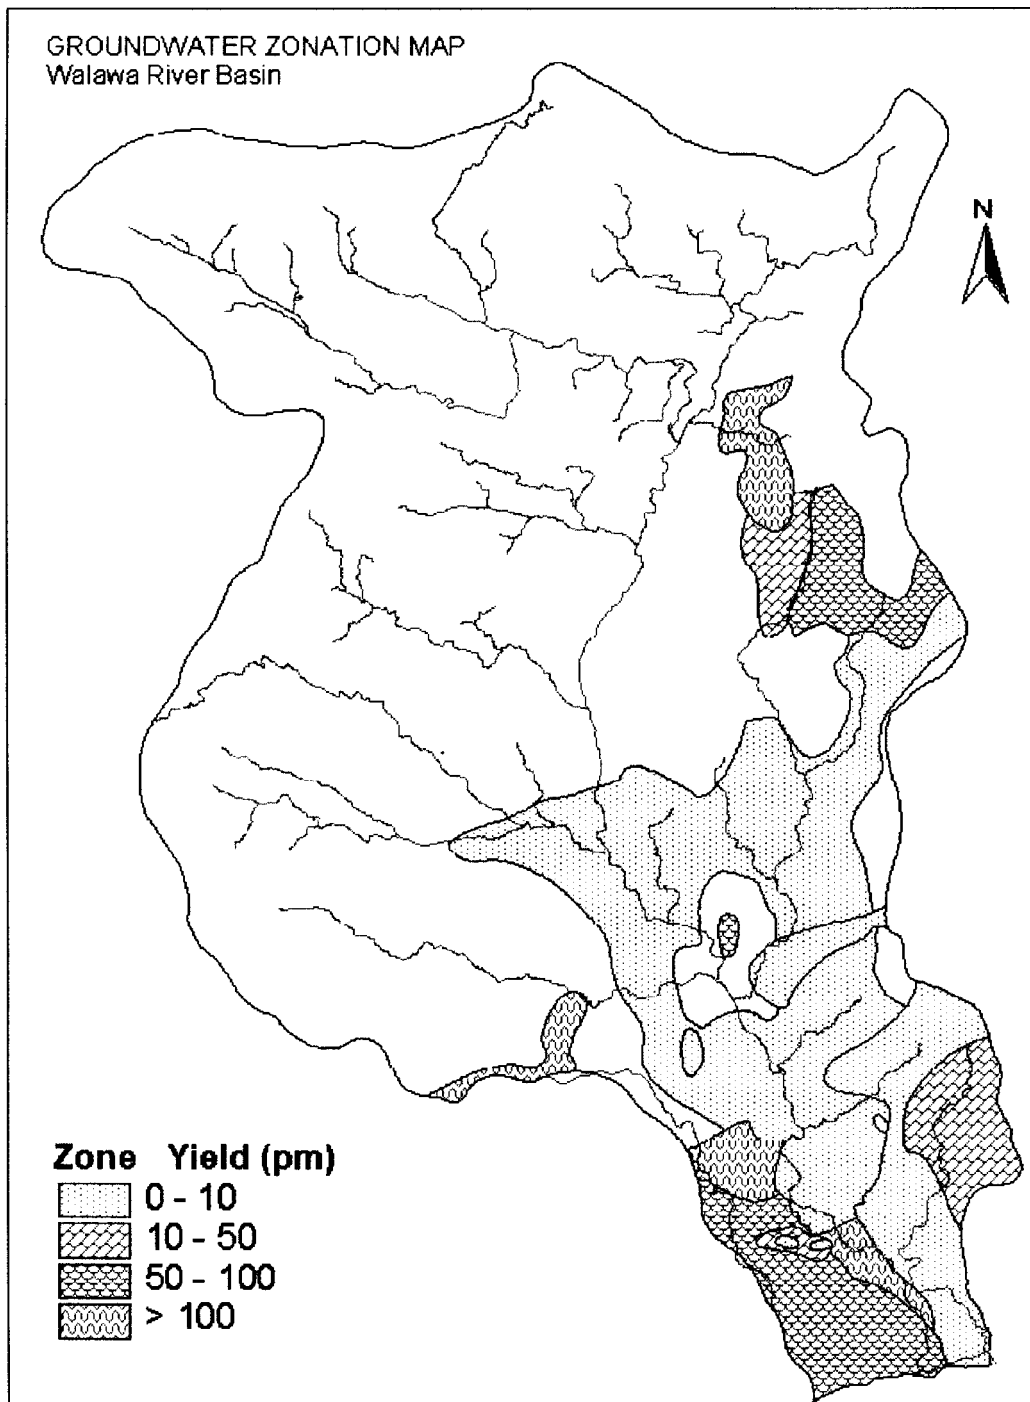 GROUNDWATER ZONATION MAP
Walawa River Basin
N
Zone Yield (pm)
0 - 10
10 - 50
50 - 100
> 100